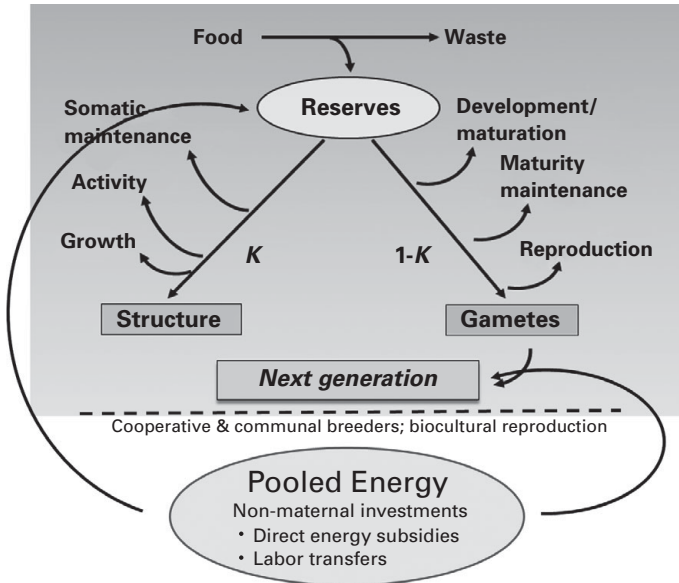 Food
Waste
Reserves
Somatic
maintenance
Development/
maturation
Activity
Maturity
maintenance
Growth
K
1-K
Reproduction
Structure
Gametes
Next generation
Cooperative & communal breeders; biocultural reproduction
Pooled Energy
Non-maternal investments
• Direct energy subsidies
• Labor transfers